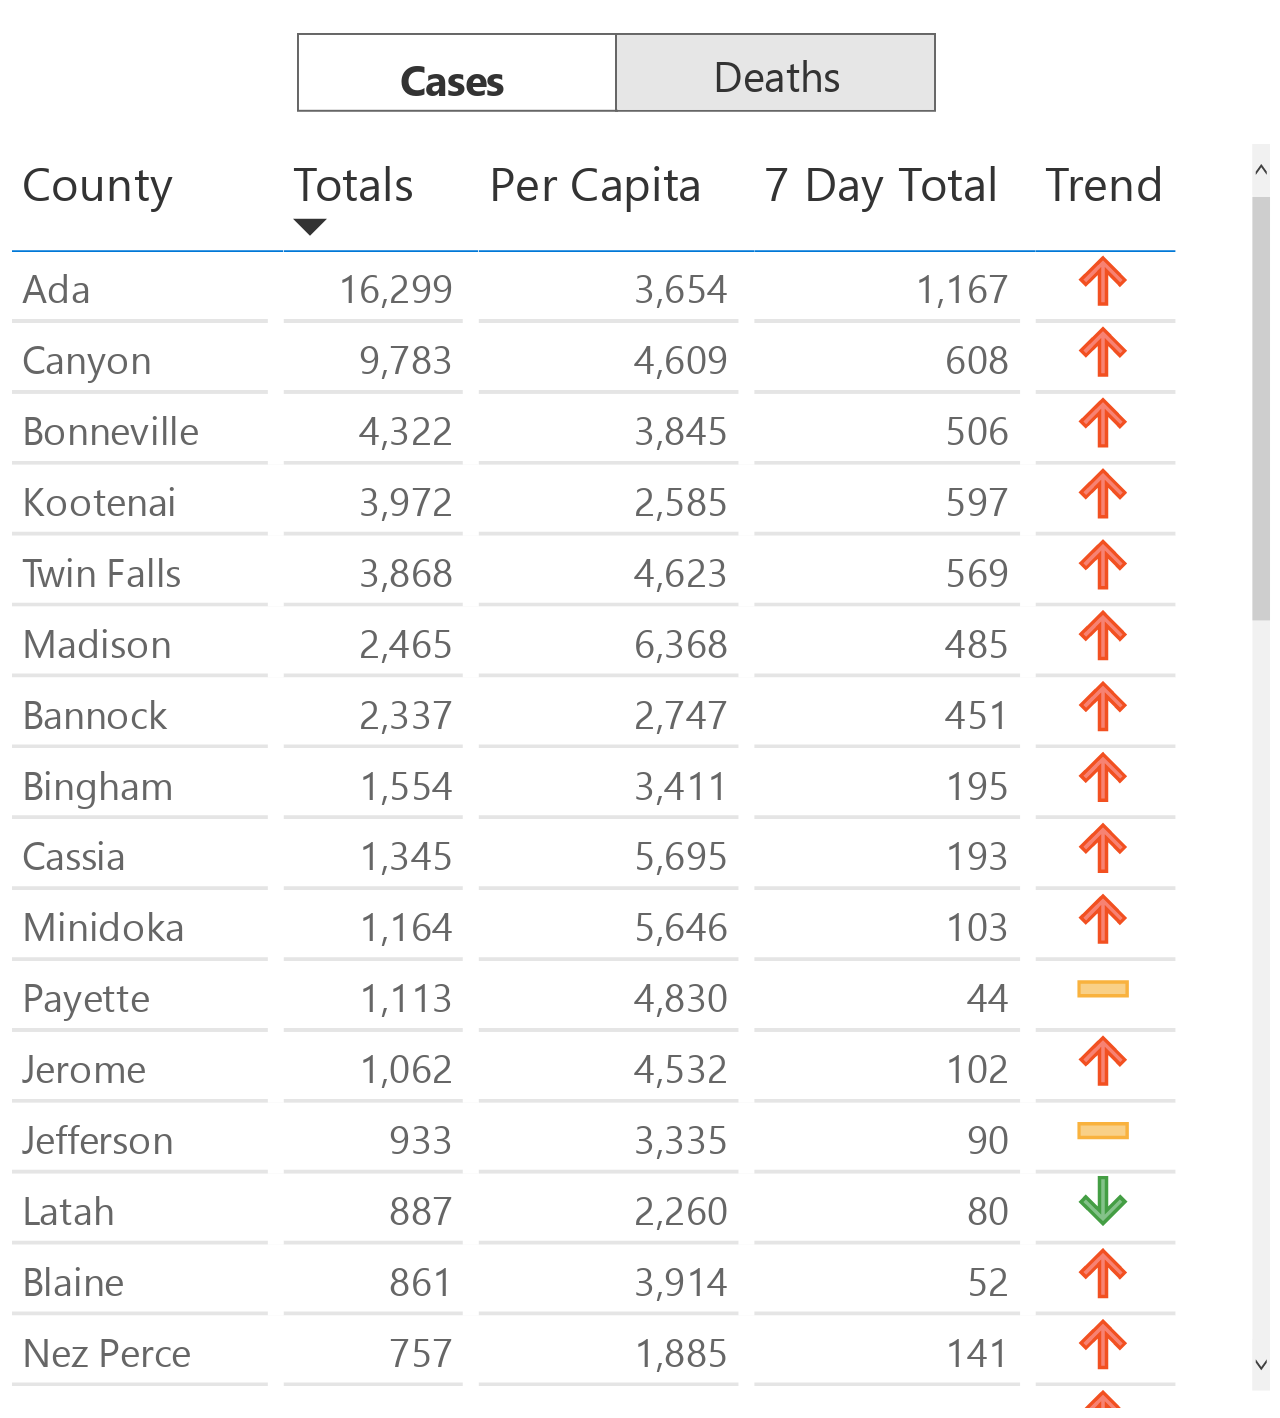 Cases Deaths
County Totals Per Capita 7 Day Total Trend
Ada 16,299 3,654 1,167
Canyon 9,783 4,609 608
Bonneville 4,322 3,845 506
Kootenai 3,972 2,585 597
Twin Falls 3,868 4,623 569
Madison 2,465 6,368 485
Bannock 2,337 2,747 451
Bingham 1,554 3,411 195
Cassia 1,345 5,695 193
Minidoka 1,164 5,646 103
Payette 1,113 4,830 44
Jerome 1,062 4,532 102
Jefferson 933 3,335 90
Latah 887 2,260 80
Blaine 861 3,914 52
Nez Perce 757 1,885 141